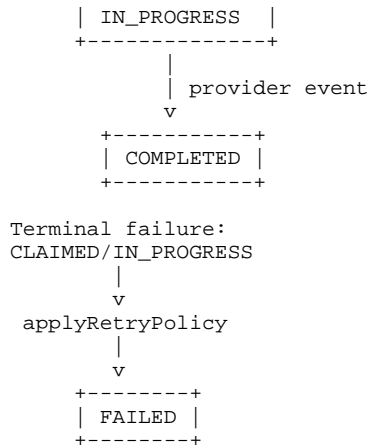 | IN_PROGRESS |
+--------------+
|
| provider event
v
+-----------+
| COMPLETED |
+-----------+
Terminal failure:
CLAIMED/IN_PROGRESS
|
v
applyRetryPolicy
|
v
+--------+
| FAILED |
+--------+